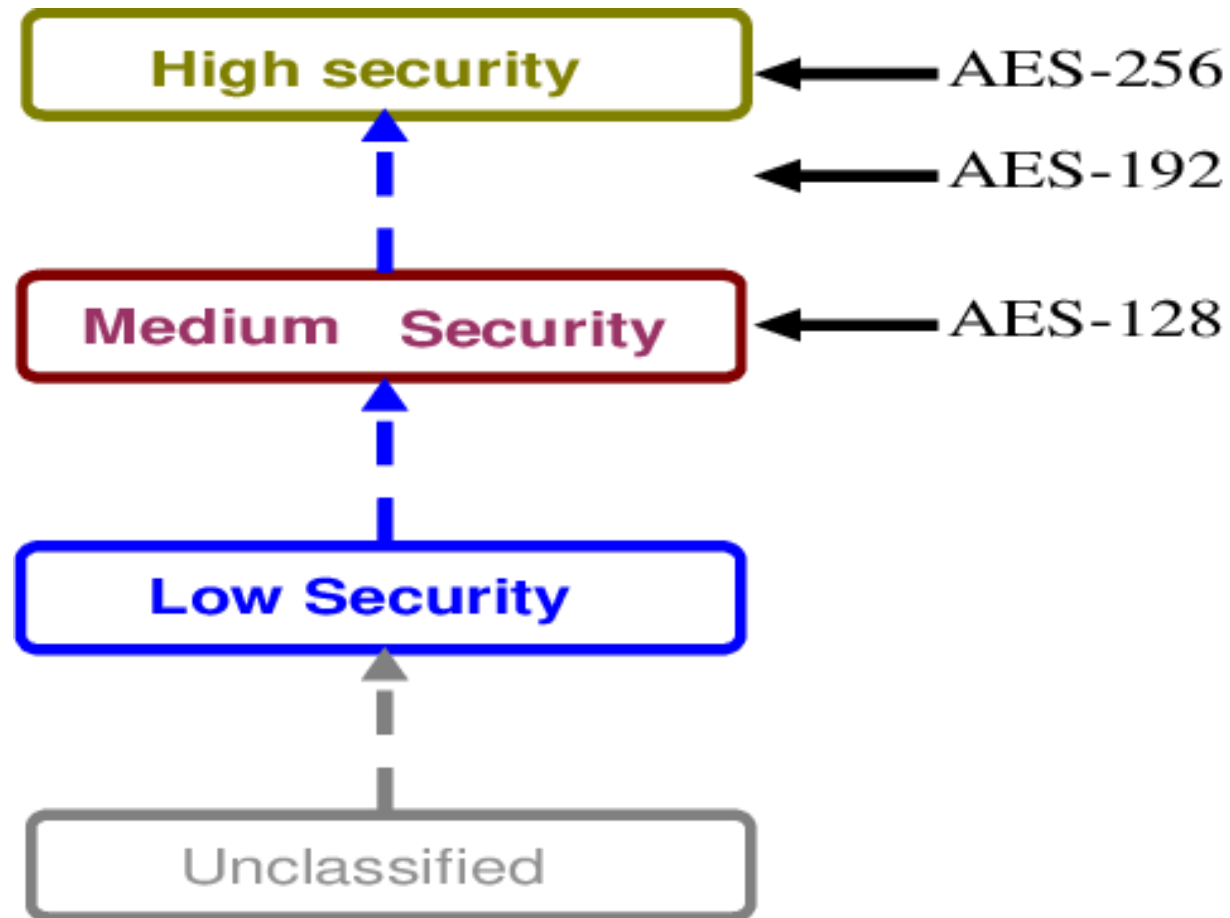 High security
AES-256
AES-192
Medium Security
AES-128
Low Security
Unclassified